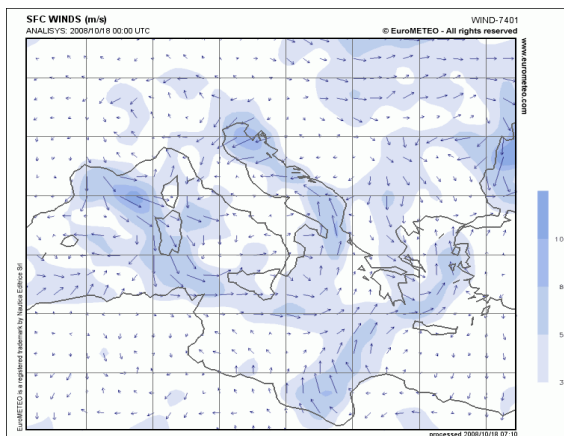 SFC WINDS (m/s)
WIND-7401
ANALISYS: 2008/10/18 00:00 UTC
© EuroMETEO - All rights reserved
www.eurometeo.com
EuroMETEO is a registered trademark by Nautica Editrice Srl
10
8
5
3
processed 2008/10/18 07:10